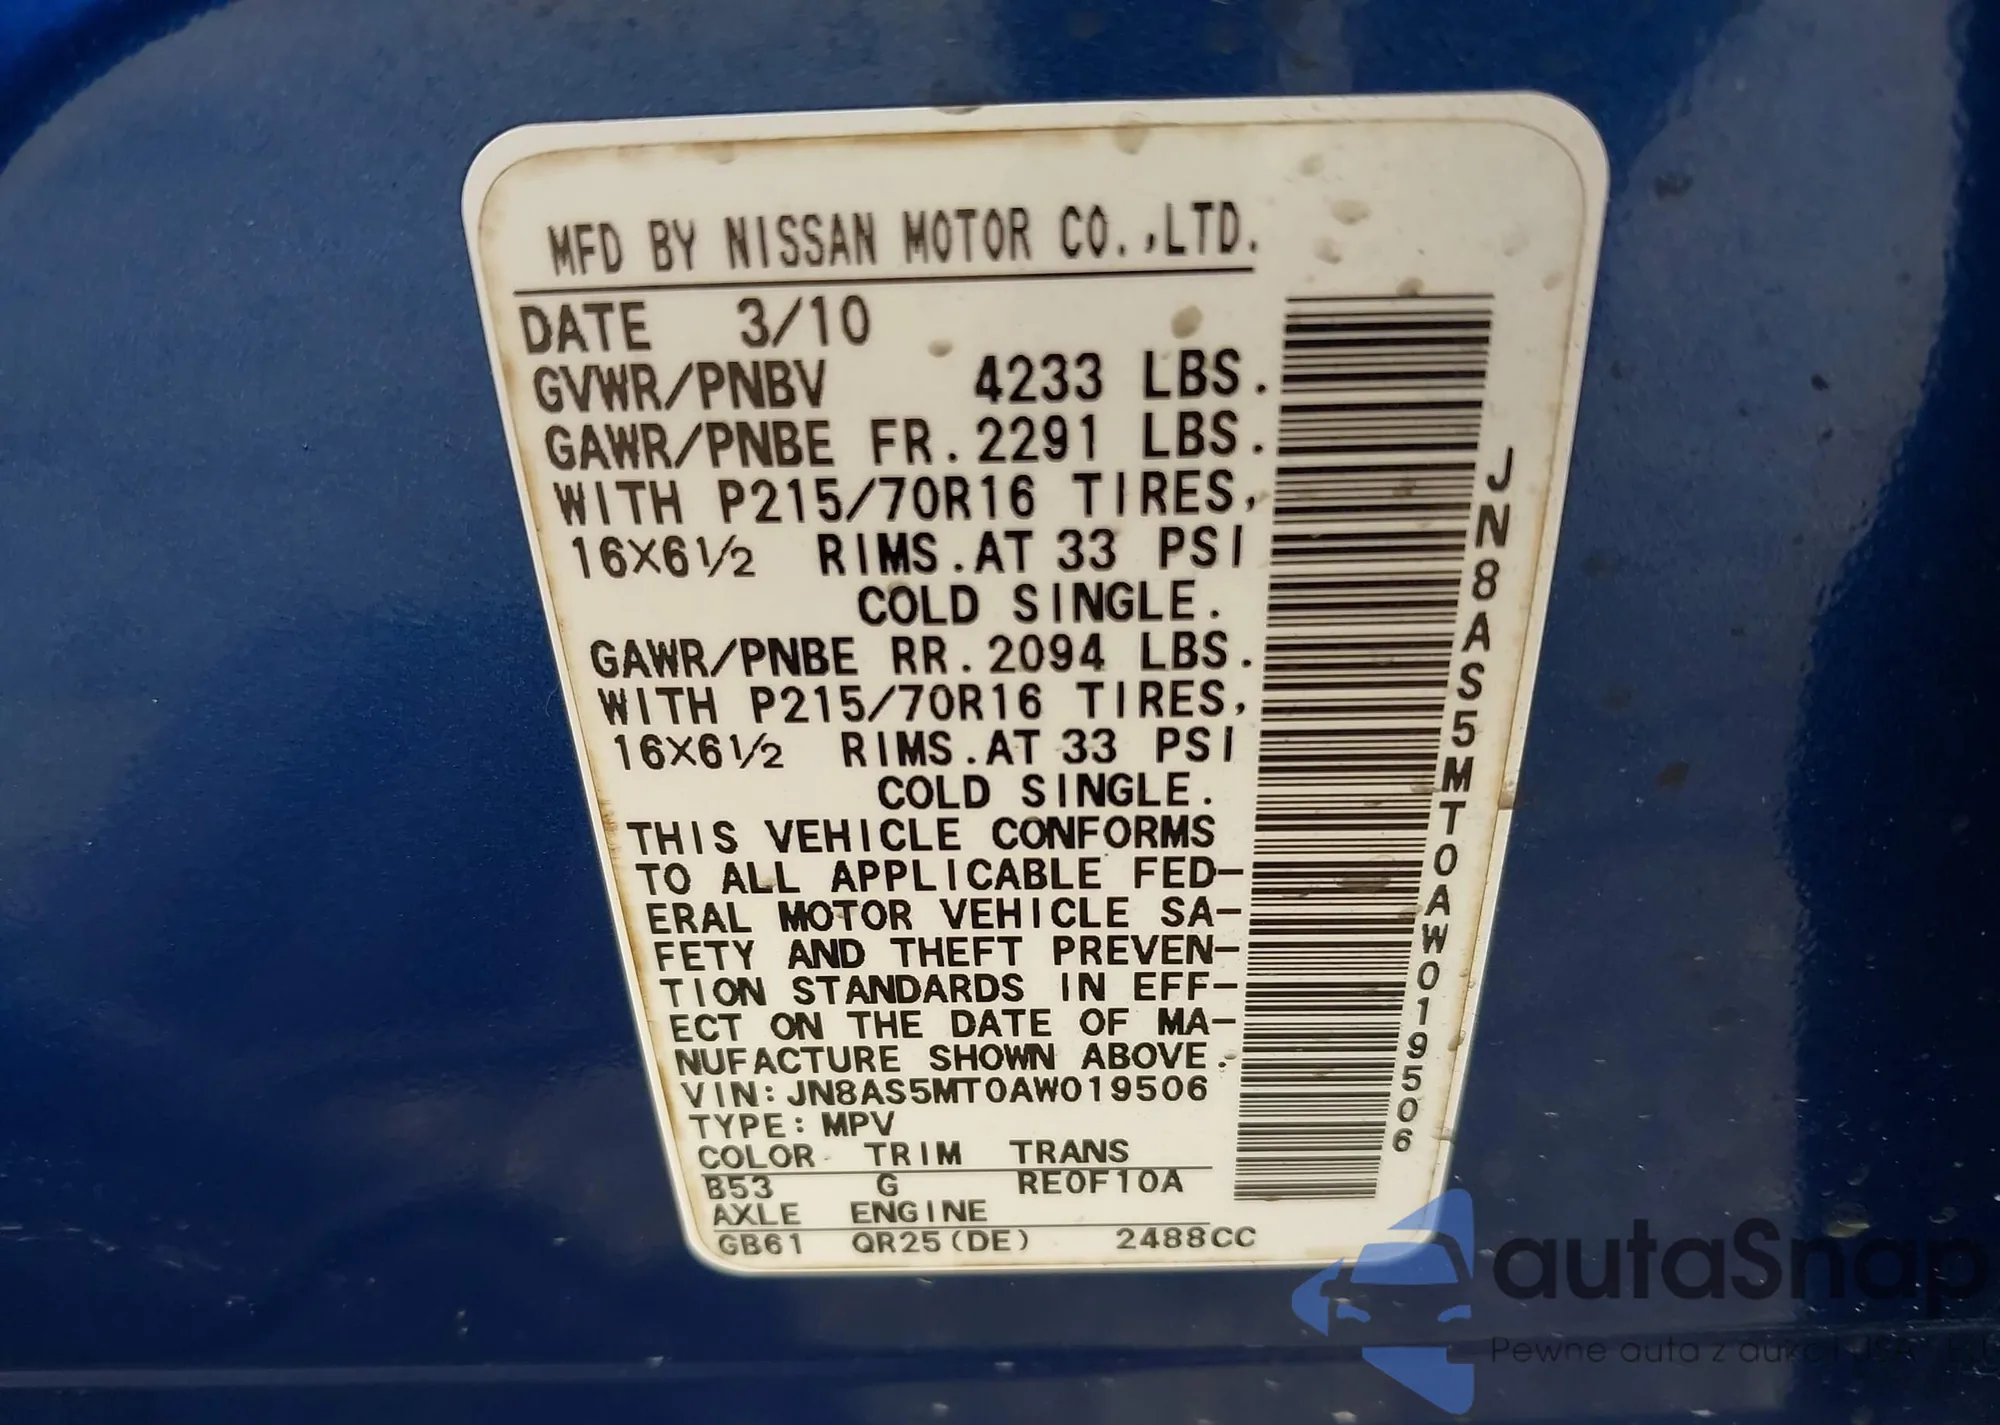 MFD BY NISSAN MOTOR CO.,LTD.
DATE 3/10
GVWR/PNBV 4233 LBS.
GAWR/PNBE FR.2291 LBS.
WITH P215/70R16 TIRES,
16X6½ RIMS.AT 33 PSI
COLD SINGLE.
GAWR/PNBE RR.2094 LBS.
WITH P215/70R16 TIRES,
16X6½ RIMS.AT 33 PSI
COLD SINGLE.
THIS VEHICLE CONFORMS
TO ALL APPLICABLE FED-
ERAL MOTOR VEHICLE SA-
FETY AND THEFT PREVEN-
TION STANDARDS IN EFF-
ECT ON THE DATE OF MA-
NUFACTURE SHOWN ABOVE.
VIN:JN8AS5MT0AW019506
TYPE:MPV
COLOR TRIM TRANS
B53 G RE0F10A
AXLE ENGINE
GB61 QR25(DE) 2488CC
JN8AS5MT0AW019506
autaSnap
Pewne auta z aukcji